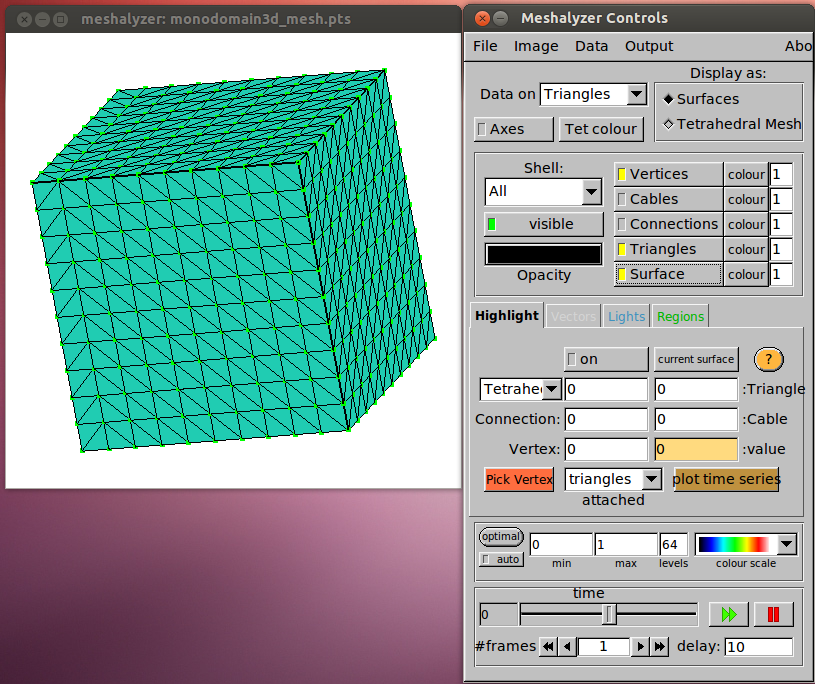 meshalyzer: monodomain3d_mesh.pts
Meshalyzer Controls
File Image Data Output Abo
Display as:
Data on Triangles
Surfaces
Axes Tet colour
Tetrahedral Mesh
Shell:
All
visible
Opacity
Vertices colour 1
Cables colour 1
Connections colour 1
Triangles colour 1
Surface colour 1
Highlight Vectors Lights Regions
on current surface ?
Tetrahe 0 0 :Triangle
Connection: 0 0 :Cable
Vertex: 0 0 :value
Pick Vertex triangles plot time series
attached
optimal 0 1 64
auto min max levels colour scale
time
0
#frames 1 delay: 10